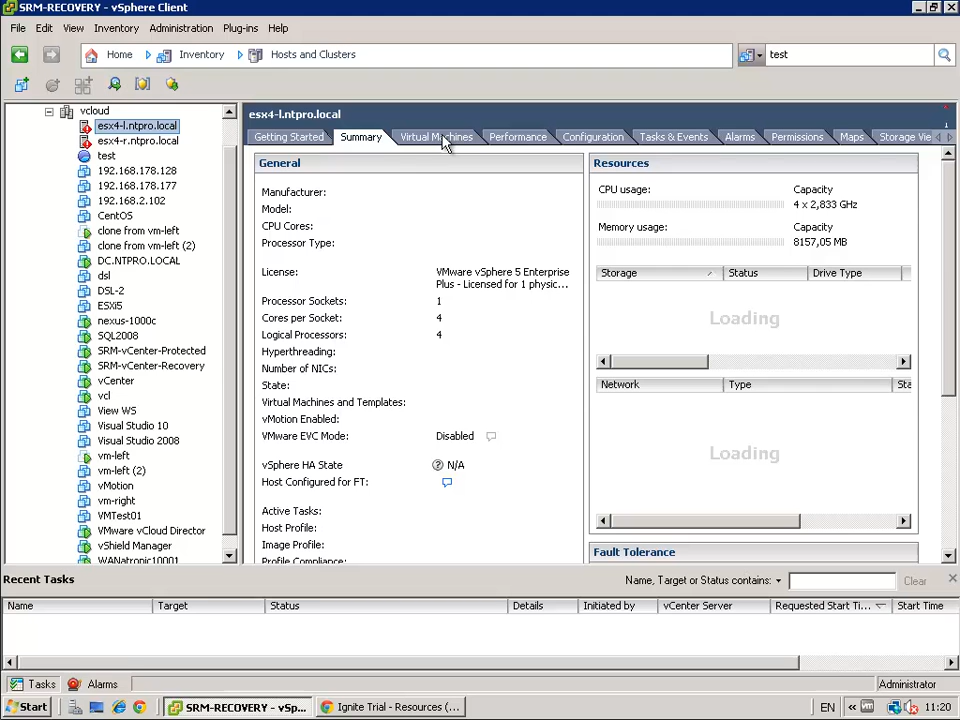 SRM-RECOVERY - vSphere Client
File Edit View Inventory Administration Plug-ins Help
Home Inventory Hosts and Clusters test
vcloud
esx4-l.ntpro.local
esx4-r.ntpro.local
test
192.168.178.128
192.168.178.177
192.168.2.102
CentOS
clone from vm-left
clone from vm-left (2)
DC.NTPRO.LOCAL
dsl
DSL-2
ESXi5
nexus-1000c
SQL2008
SRM-vCenter-Protected
SRM-vCenter-Recovery
vCenter
vcl
View WS
Visual Studio 10
Visual Studio 2008
vm-left
vm-left (2)
vMotion
vm-right
VMTest01
VMware vCloud Director
vShield Manager
WANatronic10001
esx4-l.ntpro.local
Getting Started Summary Virtual Machines Performance Configuration Tasks & Events Alarms Permissions Maps Storage Vie
General
Manufacturer:
Model:
CPU Cores:
Processor Type:
License: VMware vSphere 5 Enterprise
Plus - Licensed for 1 physic...
Processor Sockets: 1
Cores per Socket: 4
Logical Processors: 4
Hyperthreading:
Number of NICs:
State:
Virtual Machines and Templates:
vMotion Enabled:
VMware EVC Mode: Disabled
vSphere HA State N/A
Host Configured for FT:
Active Tasks:
Host Profile:
Image Profile:
Profile Compliance:
Resources
CPU usage: Capacity
4 x 2,833 GHz
Memory usage: Capacity
8157,05 MB
Storage Status Drive Type
Loading
Network Type Sta
Loading
Fault Tolerance
Recent Tasks Name, Target or Status contains: Clear
Name Target Status Details Initiated by vCenter Server Requested Start Ti... Start Time
Tasks Alarms Administrator
Start SRM-RECOVERY - vSp... Ignite Trial - Resources (... EN 11:20